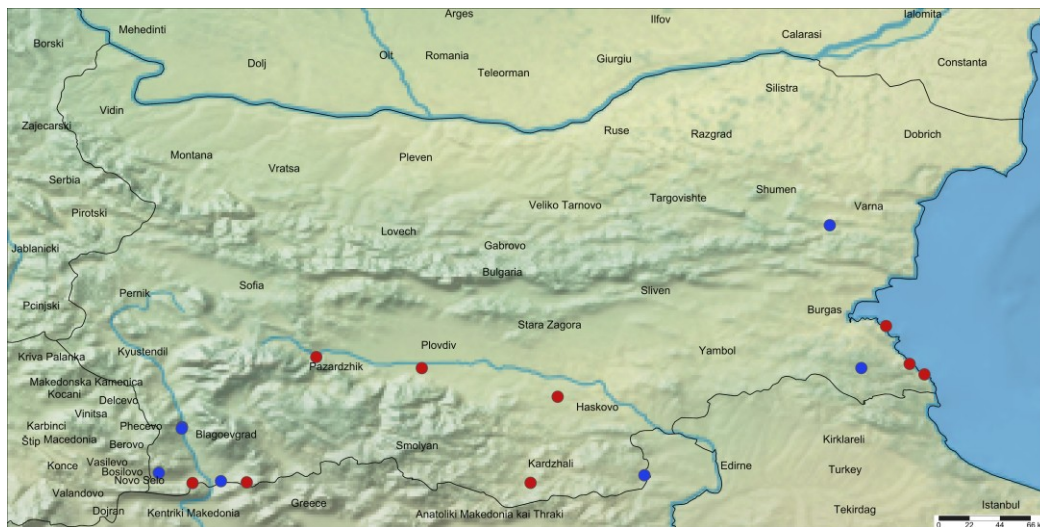 Arges
Ilfov
Ialomita
Mehedinti
Calarasi
Borski
Olt
Romania
Giurgiu
Constanta
Dolj
Teleorman
Silistra
Vidin
Ruse
Razgrad
Dobrich
Zajecarski
Montana
Vratsa
Pleven
Serbia
Shumen
Targovishte
Veliko Tarnovo
Varna
Pirotski
Lovech
Gabrovo
Jablanicki
Bulgaria
Sofia
Sliven
Pernik
Pcinjski
Burgas
Stara Zagora
Kyustendil
Plovdiv
Yambol
Kriva Palanka
Pazardzhik
Makedonska Kamenica
Kocani
Delcevo
Haskovo
Vinitsa
Karbinci
Phecevo
Blagoevgrad
Štip Macedonia
Berovo
Smolyan
Kirklareli
Konce
Vasilevo
Bosilovo
Kardzhali
Edirne
Turkey
Novo Selo
Valandovo
Greece
Dojran
Kentriki Makedonia
Anatoliki Makedonia kai Thraki
Tekirdag
Istanbul
0 22 44 66 k